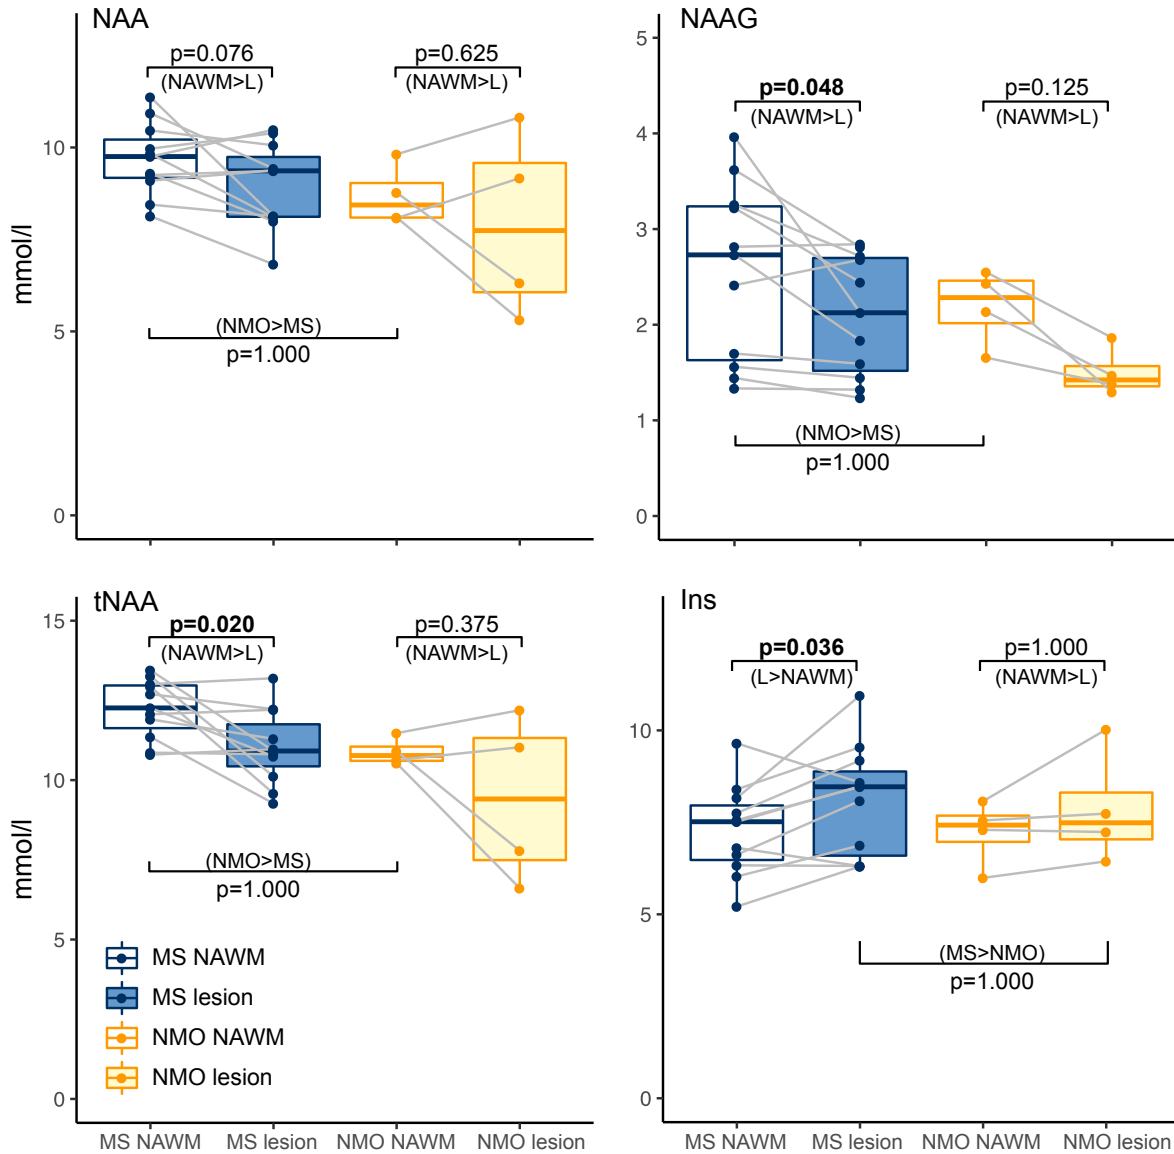 NAA
mmol/l
10
5
0
p=0.076
(NAWM>L)
p=0.625
(NAWM>L)
(NMO>MS)
p=1.000
NAAG
5
4
3
2
1
0
p=0.048
(NAWM>L)
p=0.125
(NAWM>L)
(NMO>MS)
p=1.000
tNAA
mmol/l
15
10
5
0
p=0.020
(NAWM>L)
p=0.375
(NAWM>L)
(NMO>MS)
p=1.000
MS NAWM
MS lesion
NMO NAWM
NMO lesion
MS NAWM
MS lesion
NMO NAWM
NMO lesion
Ins
10
5
0
p=0.036
(L>NAWM)
p=1.000
(NAWM>L)
(MS>NMO)
p=1.000
MS NAWM
MS lesion
NMO NAWM
NMO lesion